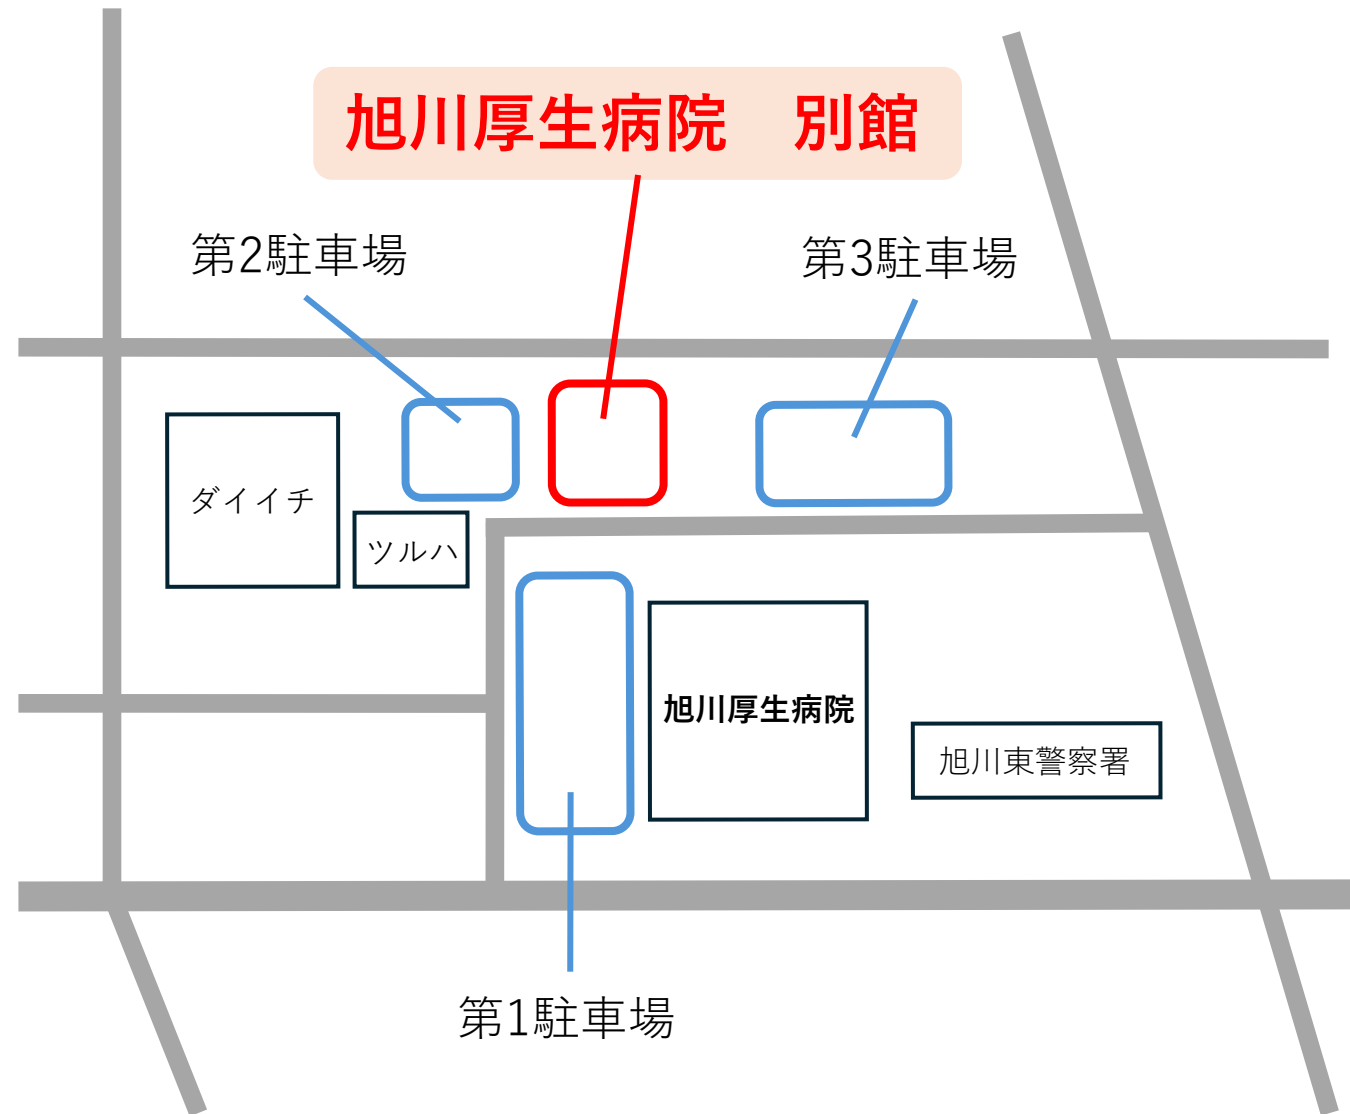 旭川厚生病院　別館
第2駐車場
第3駐車場
ダイイチ
ツルハ
旭川厚生病院
旭川東警察署
第1駐車場